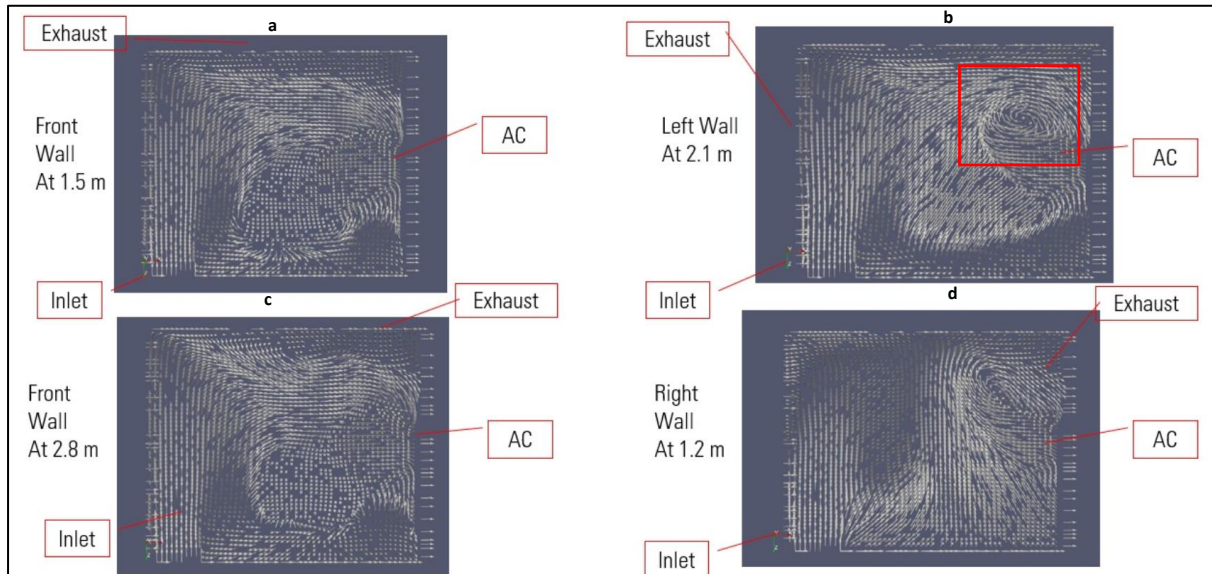 a
Exhaust
Front
Wall
At 1.5 m
AC
Inlet
b
Exhaust
Left Wall
At 2.1 m
AC
Inlet
c
Exhaust
Front
Wall
At 2.8 m
AC
Inlet
d
Exhaust
Right
Wall
At 1.2 m
AC
Inlet